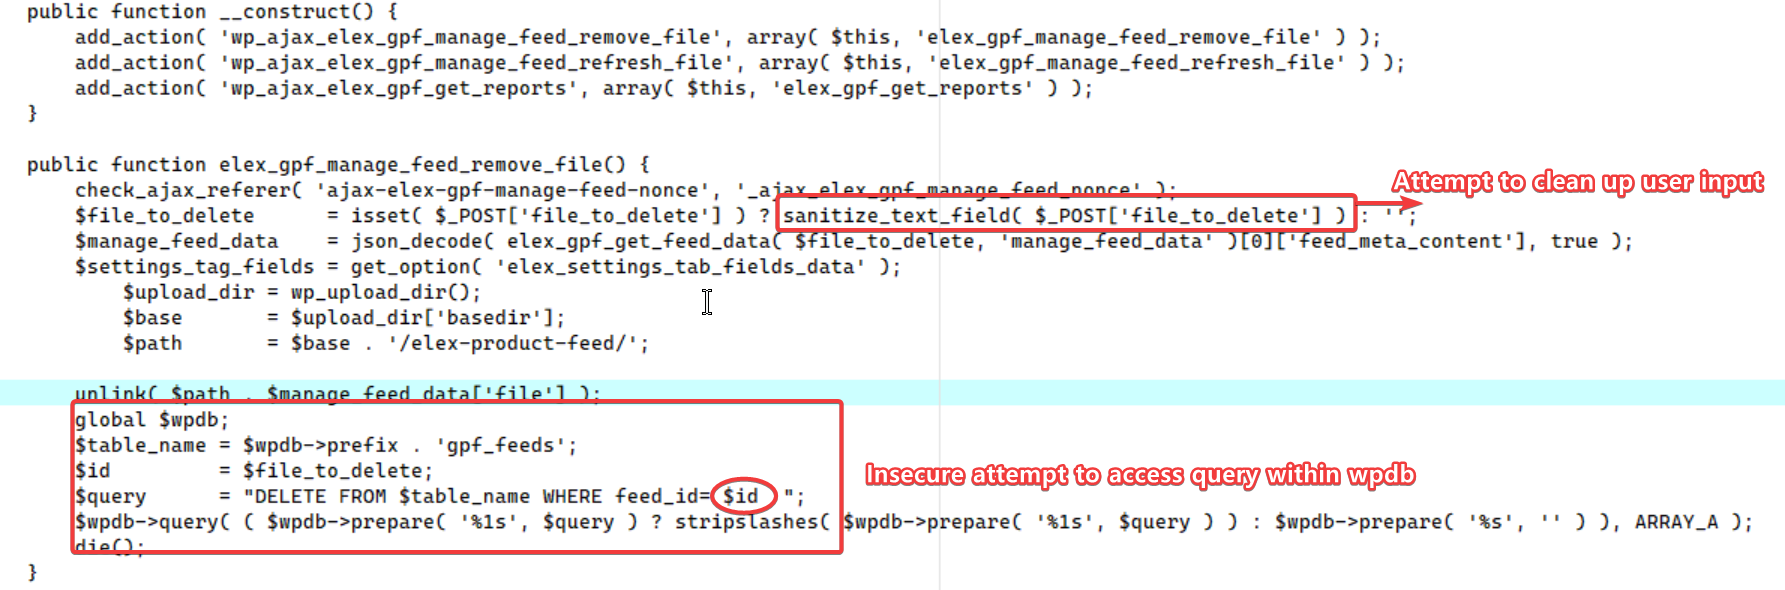 public function __construct() {
add_action( 'wp_ajax_elex_gpf_manage_feed_remove_file', array( $this, 'elex_gpf_manage_feed_remove_file' ) );
add_action( 'wp_ajax_elex_gpf_manage_feed_refresh_file', array( $this, 'elex_gpf_manage_feed_refresh_file' ) );
add_action( 'wp_ajax_elex_gpf_get_reports', array( $this, 'elex_gpf_get_reports' ) );
}
public function elex_gpf_manage_feed_remove_file() {
check_ajax_referer( 'ajax-elex-gpf-manage-feed-nonce', '_ajax_elex_gpf_manage_feed_nonce' );
Attempt to clean up user input
$file_to_delete = isset( $_POST['file_to_delete'] ) ? sanitize_text_field( $_POST['file_to_delete'] ) : '';
$manage_feed_data = json_decode( elex_gpf_get_feed_data( $file_to_delete, 'manage_feed_data' )[0]['feed_meta_content'], true );
$settings_tag_fields = get_option( 'elex_settings_tab_fields_data' );
$upload_dir = wp_upload_dir();
$base = $upload_dir['basedir'];
$path = $base . '/elex-product-feed/';
unlink( $path . $manage_feed_data['file'] );
global $wpdb;
$table_name = $wpdb->prefix . 'gpf_feeds';
$id = $file_to_delete;
Insecure attempt to access query within wpdb
$query = "DELETE FROM $table_name WHERE feed_id= $id ";
$wpdb->query( ( $wpdb->prepare( '%1s', $query ) ? stripslashes( $wpdb->prepare( '%1s', $query ) ) : $wpdb->prepare( '%s', '' ) ), ARRAY_A );
die();
}